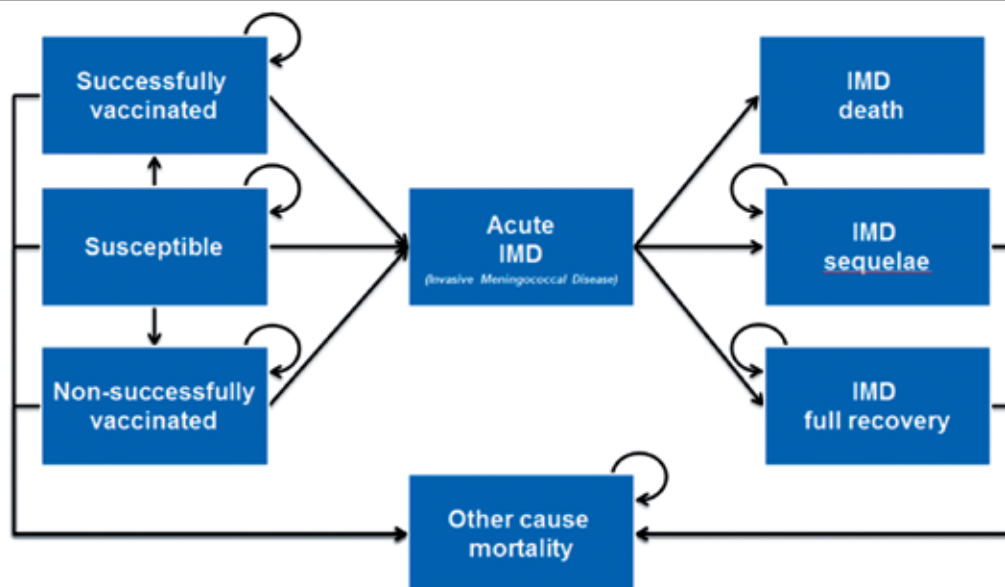 Successfully
vaccinated
IMD
death
Susceptible
Acute
IMD
(Invasive Meningococcal Disease)
IMD
sequelae
Non-successfully
vaccinated
IMD
full recovery
Other cause
mortality